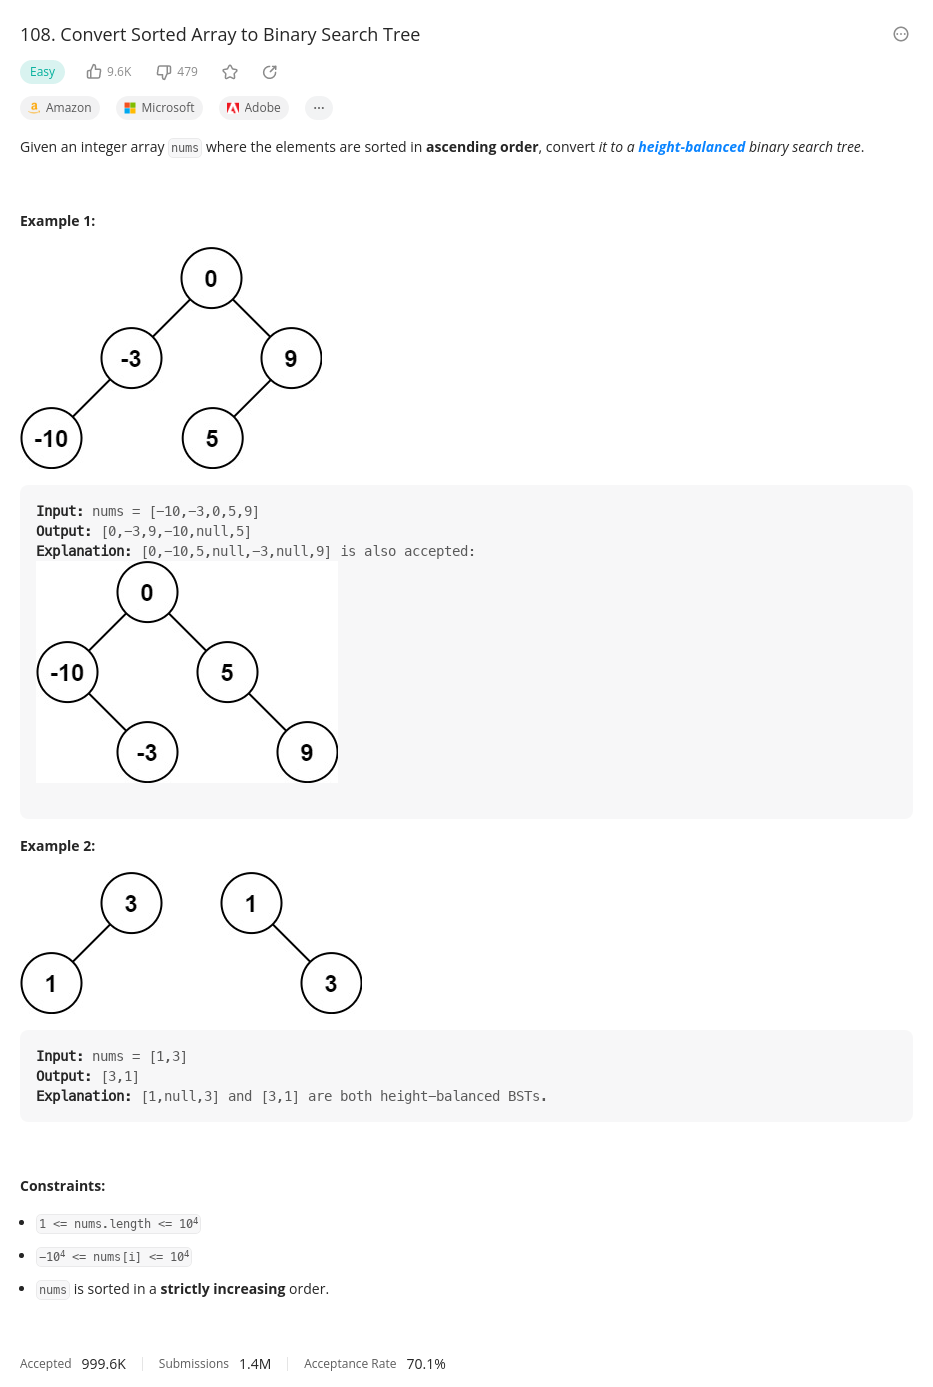 108. Convert Sorted Array to Binary Search Tree
Easy 9.6K 479
Amazon Microsoft Adobe ...
Given an integer array nums where the elements are sorted in ascending order, convert it to a height-balanced binary search tree.
Example 1:
0
-3 9
-10 5
Input: nums = [-10,-3,0,5,9]
Output: [0,-3,9,-10,null,5]
Explanation: [0,-10,5,null,-3,null,9] is also accepted:
0
-10 5
-3 9
Example 2:
3 1
1 3
Input: nums = [1,3]
Output: [3,1]
Explanation: [1,null,3] and [3,1] are both height-balanced BSTs.
Constraints:
• 1 <= nums.length <= 10⁴
• -10⁴ <= nums[i] <= 10⁴
• nums is sorted in a strictly increasing order.
Accepted 999.6K Submissions 1.4M Acceptance Rate 70.1%